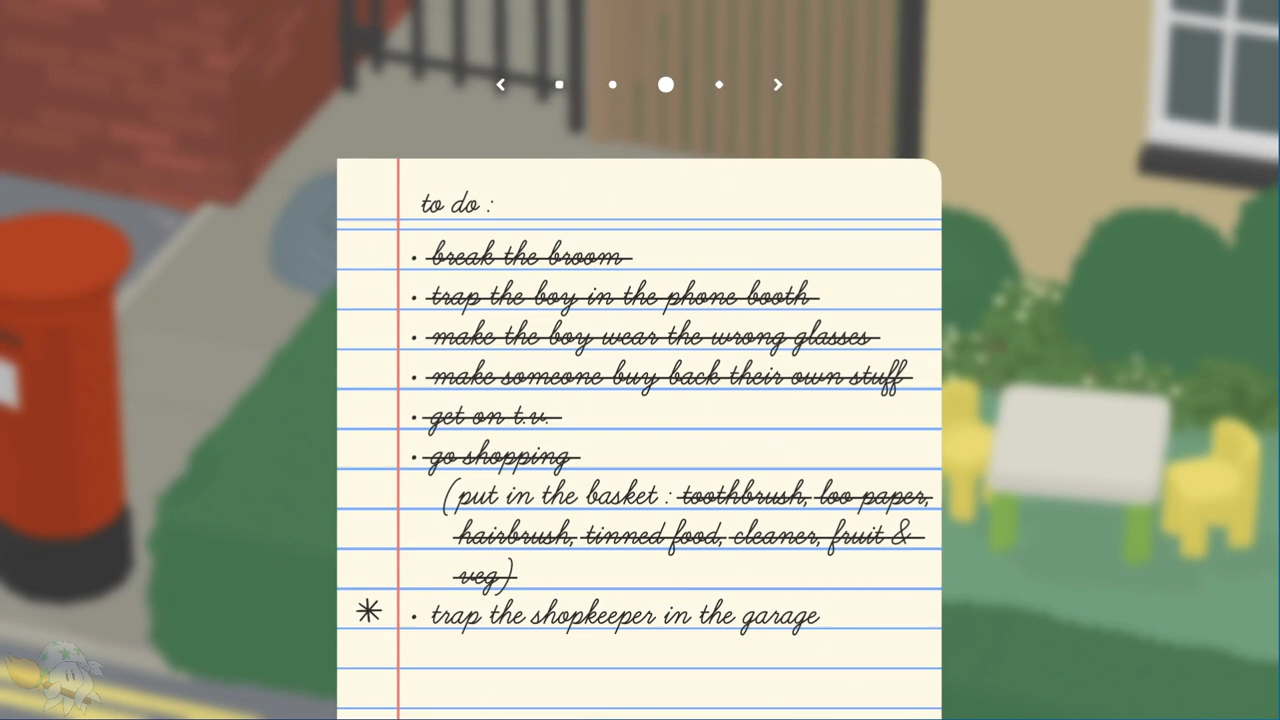 to do :
• break the broom
• trap the boy in the phone booth
• make the boy wear the wrong glasses
• make someone buy back their own stuff
• get on t.v.
• go shopping
(put in the basket : toothbrush, loo paper,
hairbrush, tinned food, cleaner, fruit &
veg)
* • trap the shopkeeper in the garage